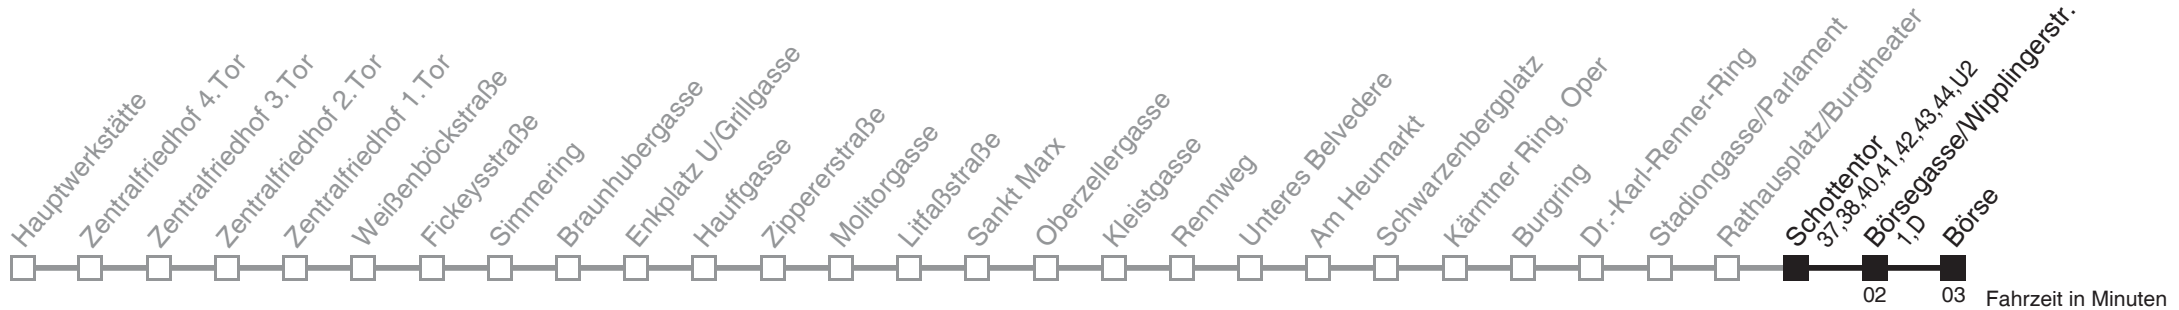 Hauptwerkstätte
Zentralfriedhof 4.Tor
Zentralfriedhof 3.Tor
Zentralfriedhof 2.Tor
Zentralfriedhof 1.Tor
Weißenböckstraße
Fickeysstraße
Simmering
Braunhubergasse
Enkplatz U/Grillgasse
Hauffgasse
Zippererstraße
Molitorgasse
Litfaßstraße
Sankt Marx
Oberzellergasse
Kleistgasse
Rennweg
Unteres Belvedere
Am Heumarkt
Schwarzenbergplatz
Kärntner Ring, Oper
Burgring
Dr.-Karl-Renner-Ring
Stadiongasse/Parlament
Rathausplatz/Burgtheater
Schottentor
37,38,40,41,42,43,44,U2
Börsegasse/Wipplingerstr.
1,D
Börse
02
03
Fahrzeit in Minuten